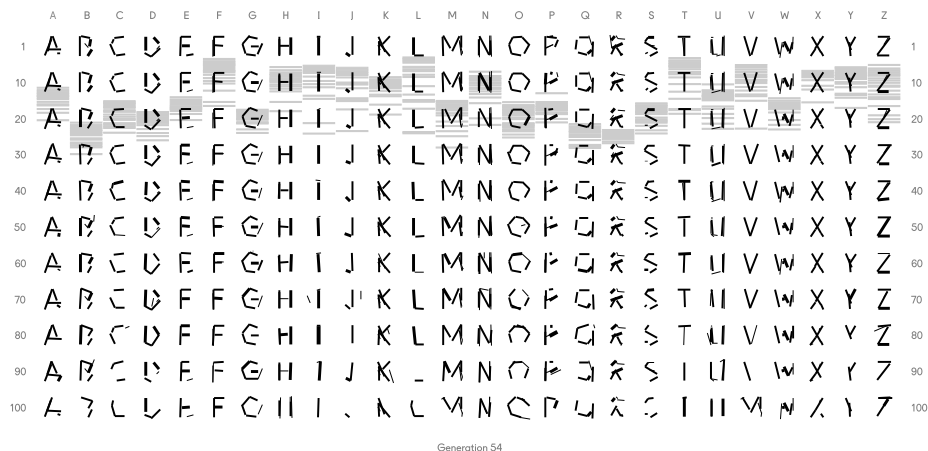 A B C D E F G H I J K L M N O P Q R S T U V W X Y Z
1 A B C D E F G H I J K L M N O P Q R S T U V W X Y Z 1
10 A B C D E F G H I J K L M N O P Q R S T U V W X Y Z 10
20 A B C D E F G H I J K L M N O P Q R S T U V W X Y Z 20
30 A B C D E F G H I J K L M N O P Q R S T U V W X Y Z 30
40 A B C D E F G H I J K L M N O P Q R S T U V W X Y Z 40
50 A B C D E F G H I J K L M N O P Q R S T U V W X Y Z 50
60 A B C D E F G H I J K L M N O P Q R S T U V W X Y Z 60
70 A B C D E F G H I J K L M N O P Q R S T U V W X Y Z 70
80 A B C D E F G H I J K L M N O P Q R S T U V W X Y Z 80
90 A B C D E F G H I J K M N O P Q R S U V W X Y Z 90
100 B C D E F G I K L M N O P Q R S U V W X Y Z 100
Generation 54